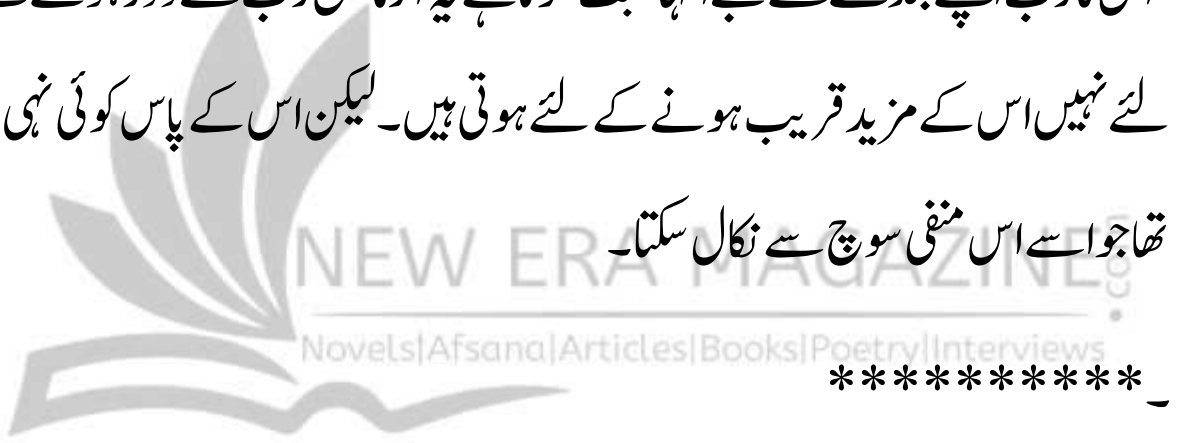 لئے نہیں اس کے مزید قریب ہونے کے لئے ہوتی ہیں۔ لیکن اس کے پاس کوئی نہی
تھا جو اسے اس منفی سوچ سے نکال سکتا۔
NEW ERA MAGAZINE.COM
Novels|Afsana|Articles|Books|Poetry|Interviews
۔**********